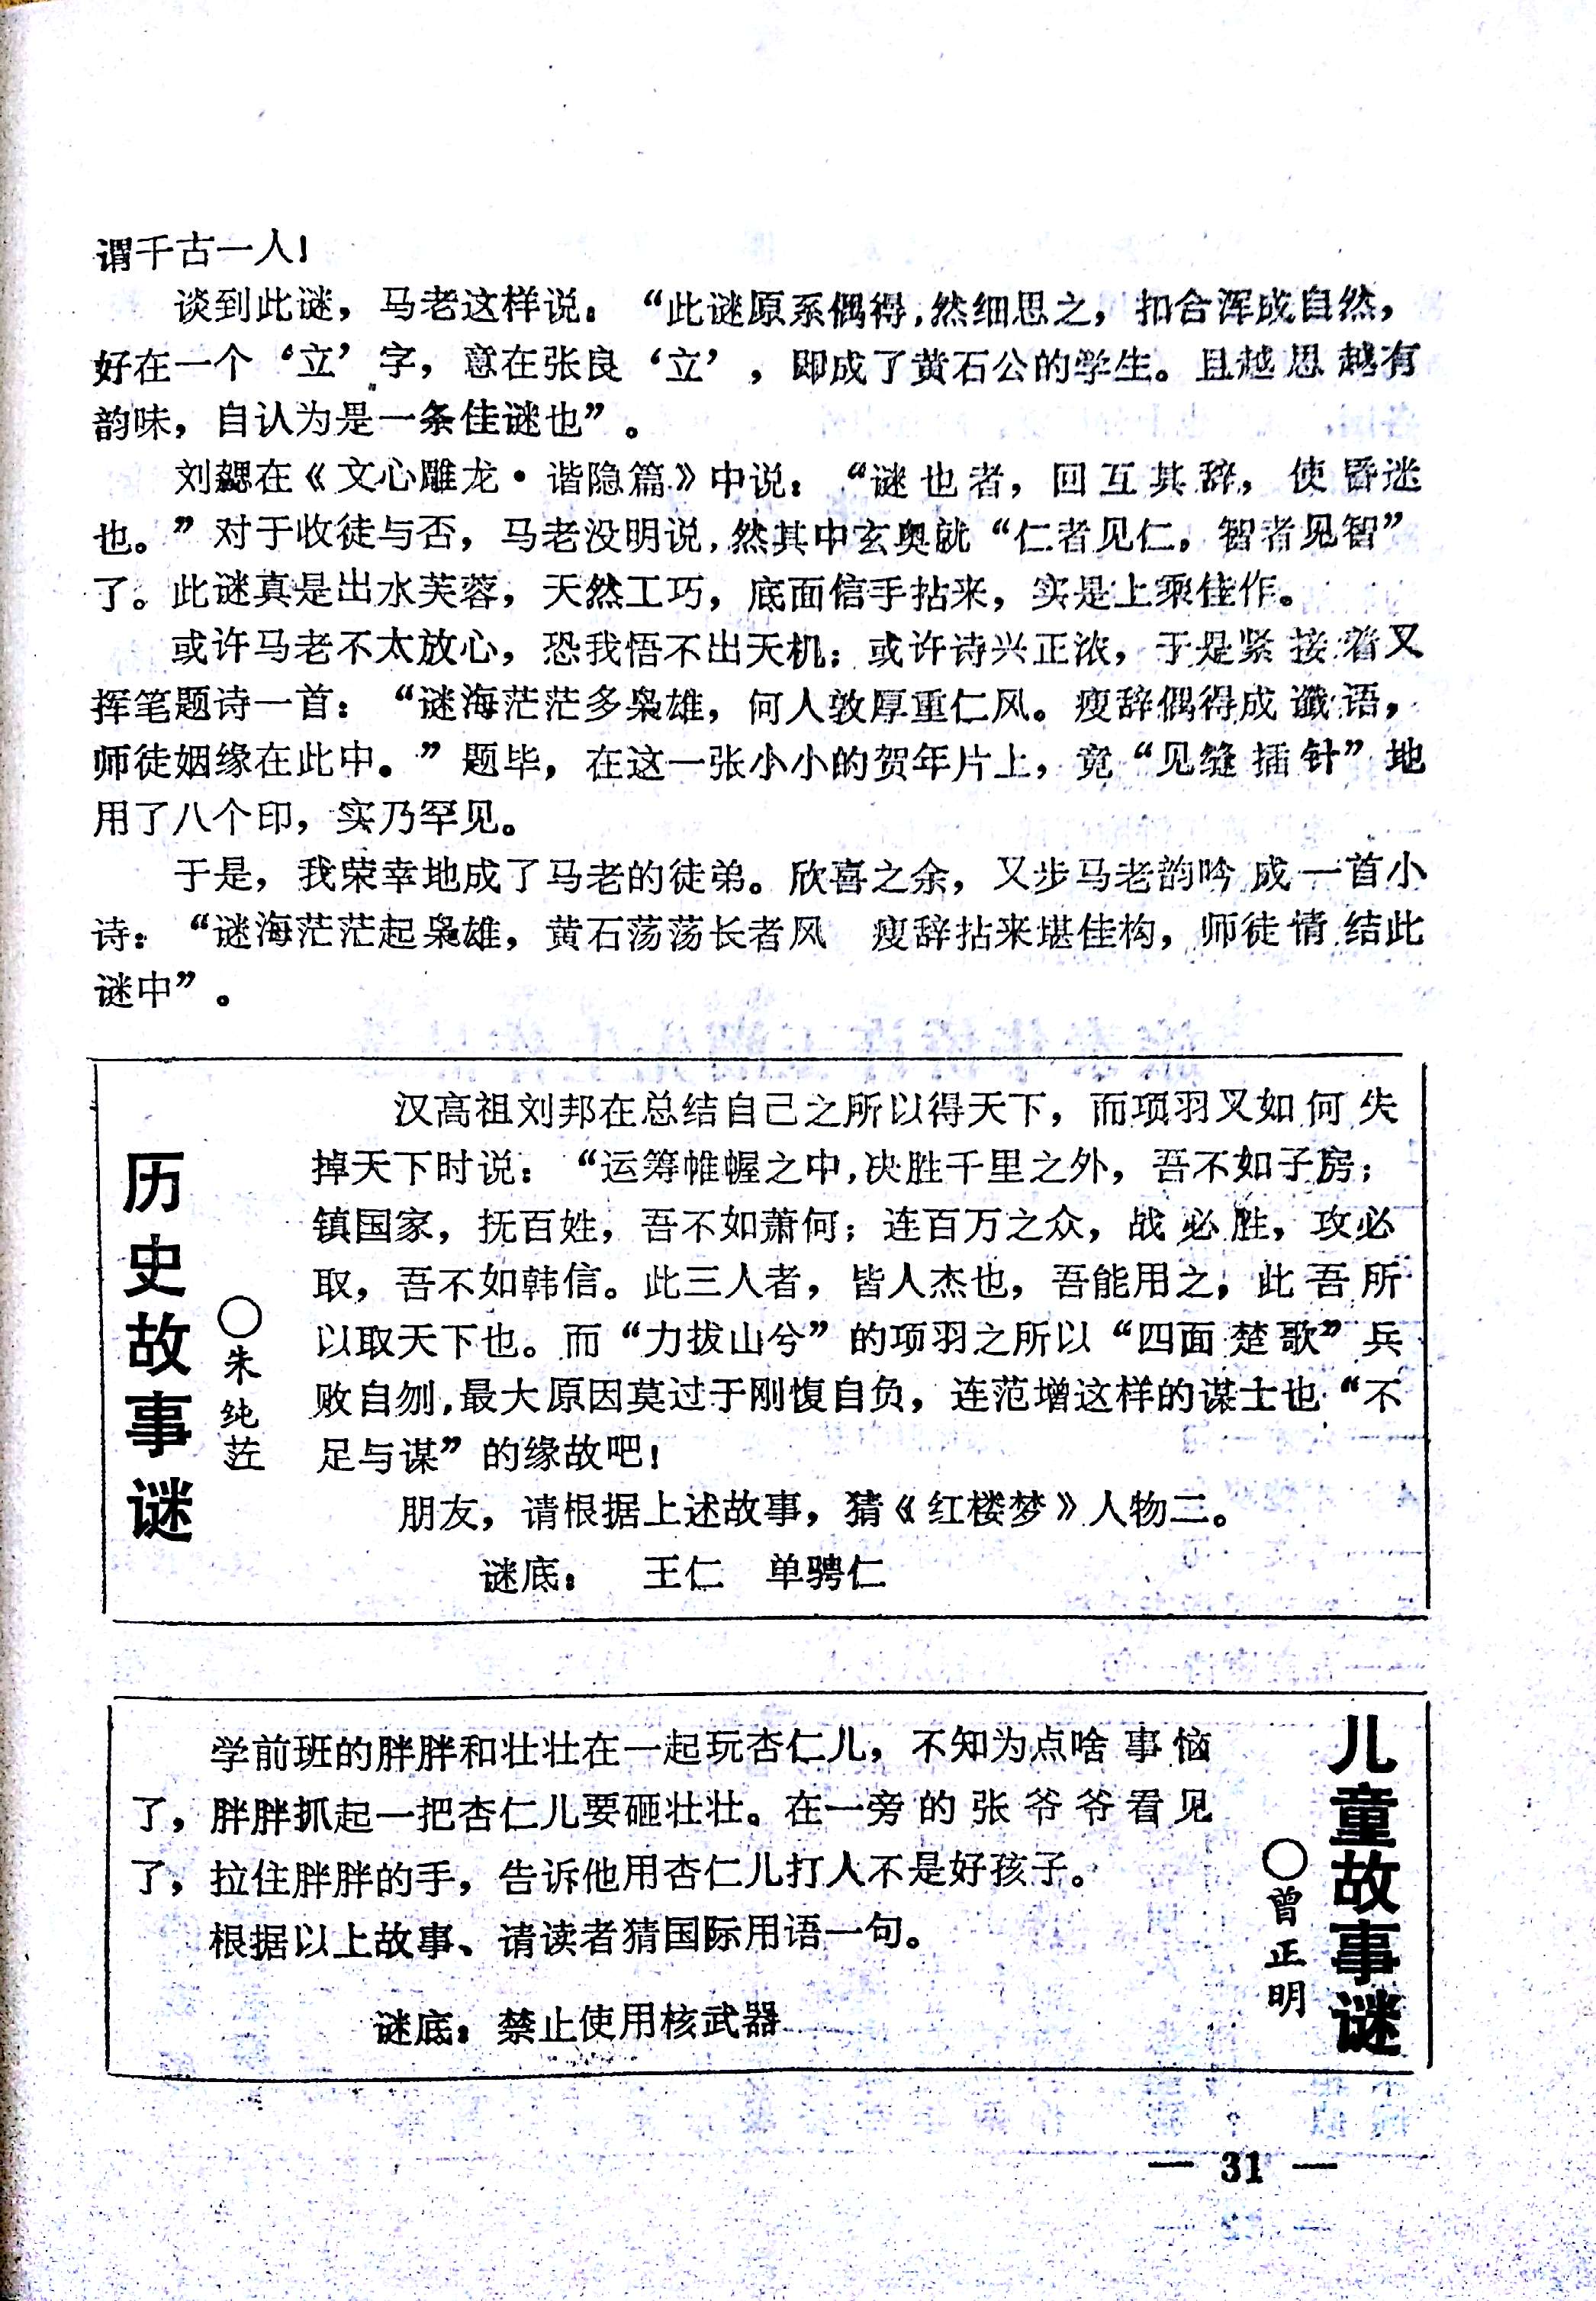 谓千古一人！
谈到此谜，马老这样说：“此谜原系偶得，然细思之，扣合浑成自然，
好在一个‘立’字，意在张良‘立’，即成了黄石公的学生。且越思越有
韵味，自认为是一条佳谜也”。
刘勰在《文心雕龙·谐隐篇》中说：“谜也者，回互其辞，使昏迷
也。”对于收徒与否，马老没明说，然其中玄奥就“仁者见仁，智者见智”
了。此谜真是出水芙蓉，天然工巧，底面信手拈来，实是上乘佳作。
或许马老不太放心，恐我悟不出天机；或许诗兴正浓，于是紧接着又
挥笔题诗一首：“谜海茫茫多枭雄，何人敦厚重仁风。瘦辞偶得成谶语，
师徒姻缘在此中。”题毕，在这一张小小的贺年片上，竟“见缝插针”地
用了八个印，实乃罕见。
于是，我荣幸地成了马老的徒弟。欣喜之余，又步马老韵吟成一首小
诗：“谜海茫茫起枭雄，黄石荡荡长者风 瘦辞拈来堪佳构，师徒情结此
谜中”。
历史故事谜
○朱纯茳
汉高祖刘邦在总结自己之所以得天下，而项羽又如何失
掉天下时说：“运筹帷幄之中，决胜千里之外，吾不如子房；
镇国家，抚百姓，吾不如萧何；连百万之众，战必胜，攻必
取，吾不如韩信。此三人者，皆人杰也，吾能用之，此吾所
以取天下也。而“力拔山兮”的项羽之所以“四面楚歌”兵
败自刎，最大原因莫过于刚愎自负，连范增这样的谋士也“不
足与谋”的缘故吧！
朋友，请根据上述故事，猜《红楼梦》人物二。
谜底： 王仁 单骋仁
儿童故事谜
○曾正明
学前班的胖胖和壮壮在一起玩杏仁儿，不知为点啥事恼
了，胖胖抓起一把杏仁儿要砸壮壮。在一旁的张爷爷看见
了，拉住胖胖的手，告诉他用杏仁儿打人不是好孩子。
根据以上故事、请读者猜国际用语一句。
谜底：禁止使用核武器
— 31 —